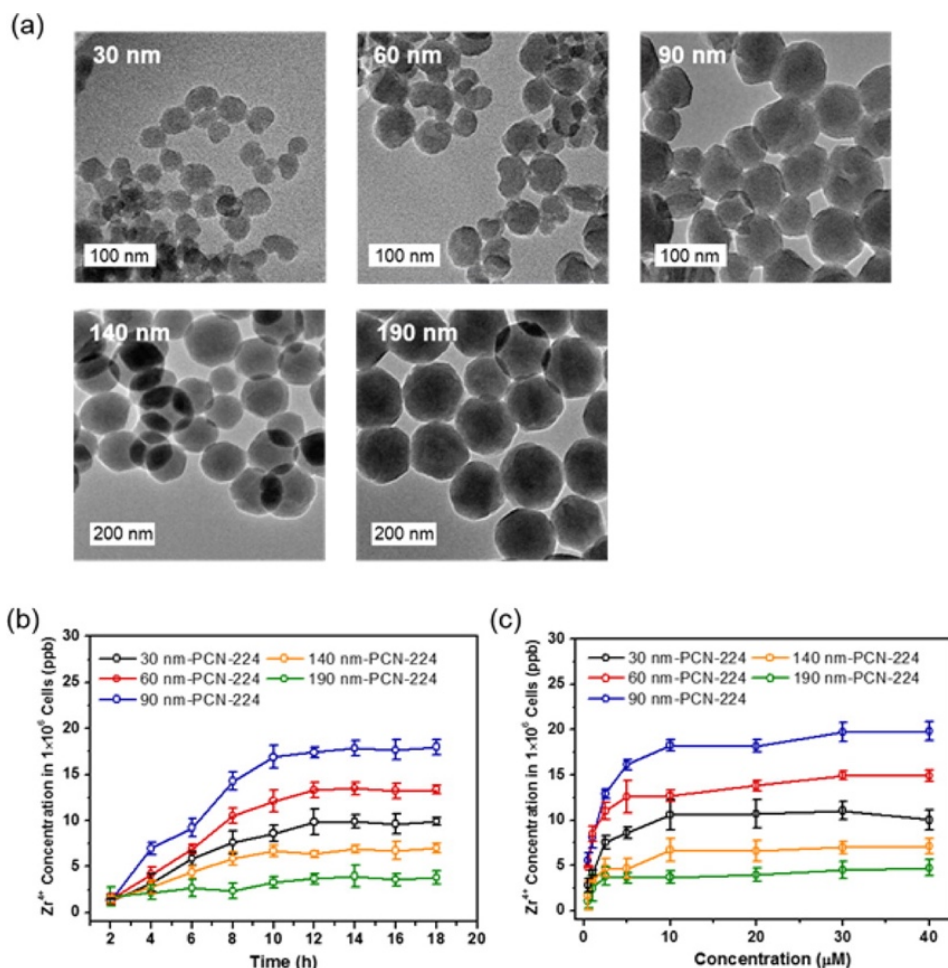 (a)
30 nm
60 nm
90 nm
100 nm
100 nm
100 nm
140 nm
190 nm
200 nm
200 nm
(b)
Zr⁴⁺ Concentration in 1×10⁶ Cells (ppb)
30
25
20
15
10
5
0
30 nm-PCN-224
140 nm-PCN-224
60 nm-PCN-224
190 nm-PCN-224
90 nm-PCN-224
2 4 6 8 10 12 14 16 18
Time (h)
(c)
Zr⁴⁺ Concentration in 1×10⁶ Cells (ppb)
30
25
20
15
10
5
0
30 nm-PCN-224
140 nm-PCN-224
60 nm-PCN-224
190 nm-PCN-224
90 nm-PCN-224
0 10 20 30 40
Concentration (μM)